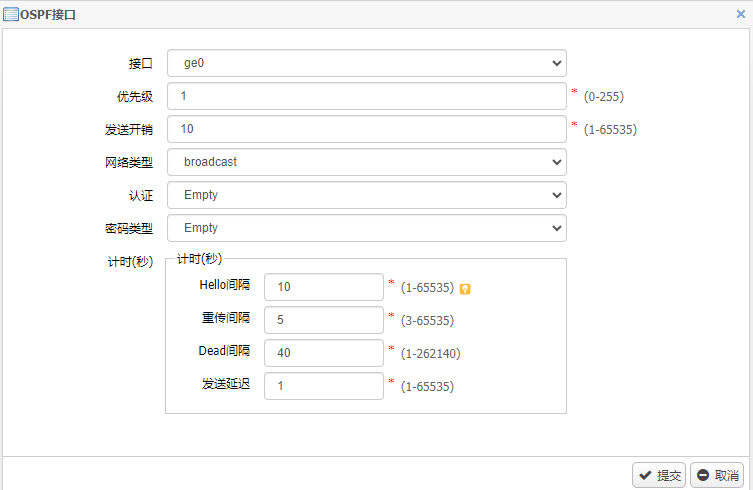 OSPF接口
接口 ge0
优先级 1 * (0-255)
发送开销 10 * (1-65535)
网络类型 broadcast
认证 Empty
密码类型 Empty
计时(秒) 计时(秒)
Hello间隔 10 * (1-65535)
重传间隔 5 * (3-65535)
Dead间隔 40 * (1-262140)
发送延迟 1 * (1-65535)
提交 取消